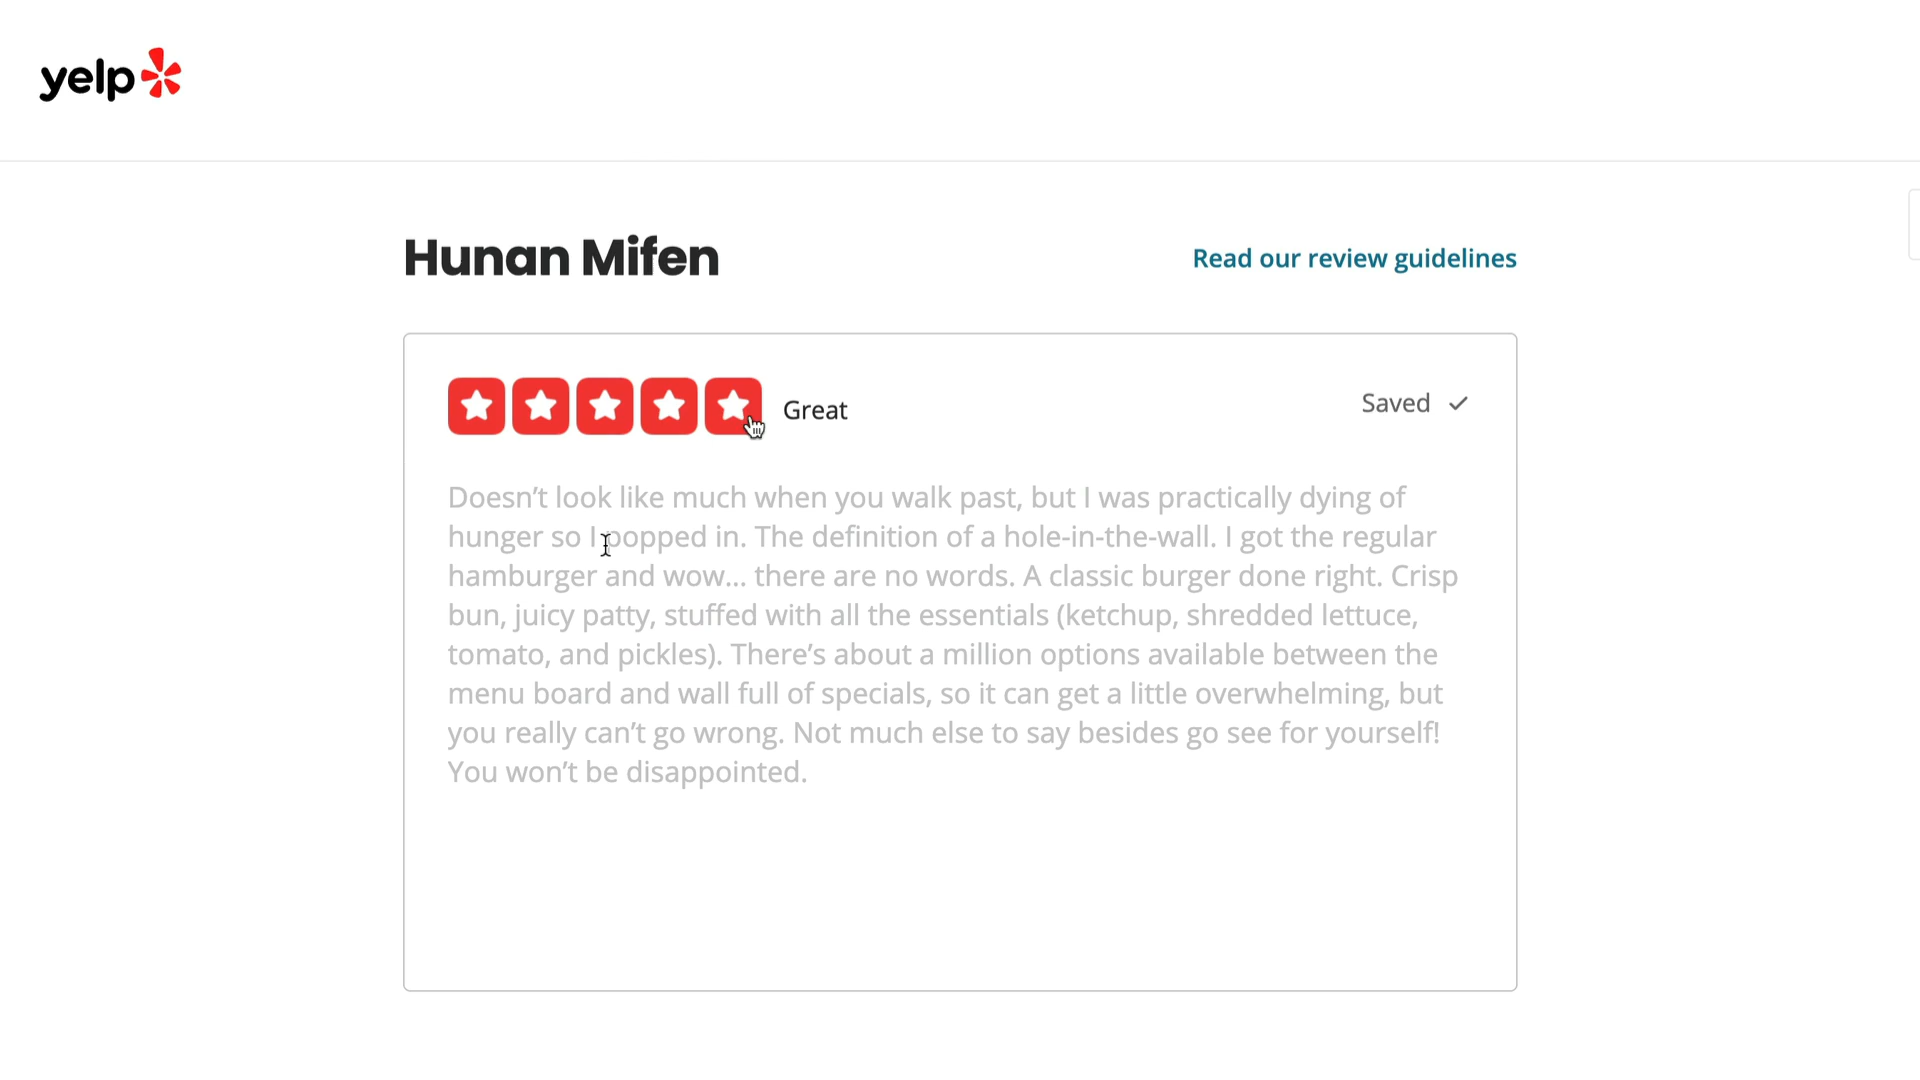 yelp
Hunan Mifen
Read our review guidelines
Great
Saved
Doesn’t look like much when you walk past, but I was practically dying of
hunger so I popped in. The definition of a hole-in-the-wall. I got the regular
hamburger and wow... there are no words. A classic burger done right. Crisp
bun, juicy patty, stuffed with all the essentials (ketchup, shredded lettuce,
tomato, and pickles). There’s about a million options available between the
menu board and wall full of specials, so it can get a little overwhelming, but
you really can’t go wrong. Not much else to say besides go see for yourself!
You won’t be disappointed.